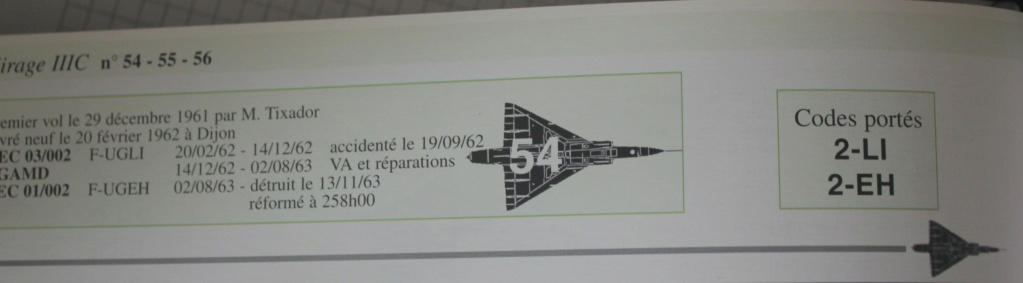 irage IIIC n° 54 - 55 - 56
emier vol le 29 décembre 1961 par M. Tixador
vré neuf le 20 février 1962 à Dijon
EC 03/002 F-UGLI 20/02/62 - 14/12/62 accidenté le 19/09/62
GAMD 14/12/62 - 02/08/63 VA et réparations
EC 01/002 F-UGEH 02/08/63 - détruit le 13/11/63
réformé à 258h00
54
Codes portés
2-LI
2-EH